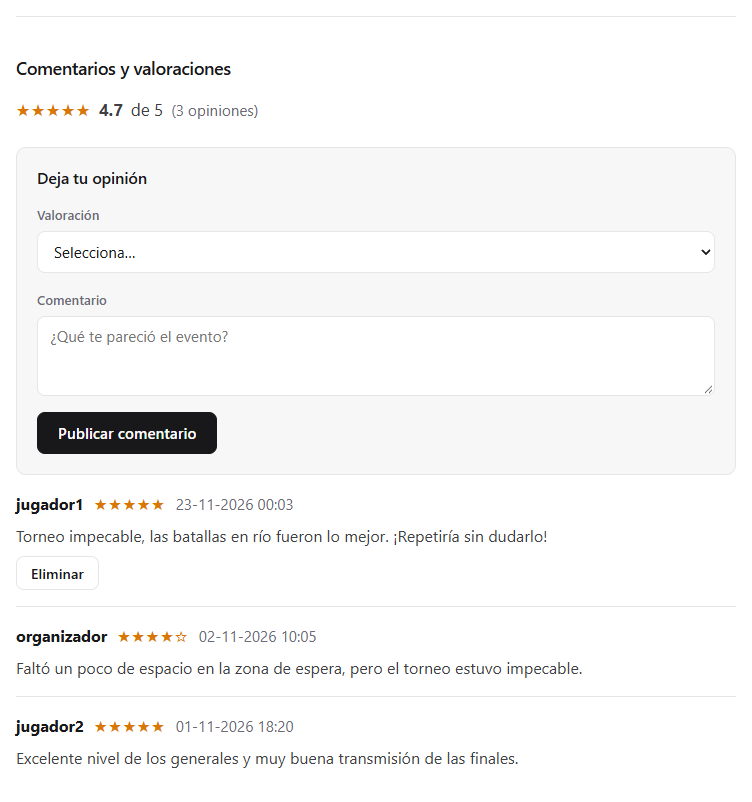 Comentarios y valoraciones
★★★★★ 4.7 de 5 (3 opiniones)
Deja tu opinión
Valoración
Selecciona...
Comentario
¿Qué te pareció el evento?
Publicar comentario
jugador1 ★★★★★ 23-11-2026 00:03
Torneo impecable, las batallas en río fueron lo mejor. ¡Repetiría sin dudarlo!
Eliminar
organizador ★★★★☆ 02-11-2026 10:05
Faltó un poco de espacio en la zona de espera, pero el torneo estuvo impecable.
jugador2 ★★★★★ 01-11-2026 18:20
Excelente nivel de los generales y muy buena transmisión de las finales.